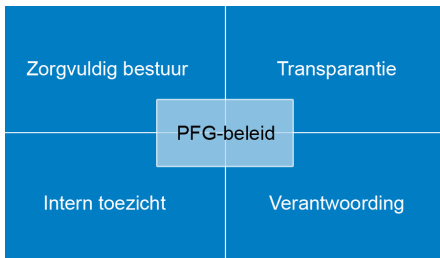 Zorgvuldig bestuur
Transparantie
PFG-beleid
Intern toezicht
Verantwoording